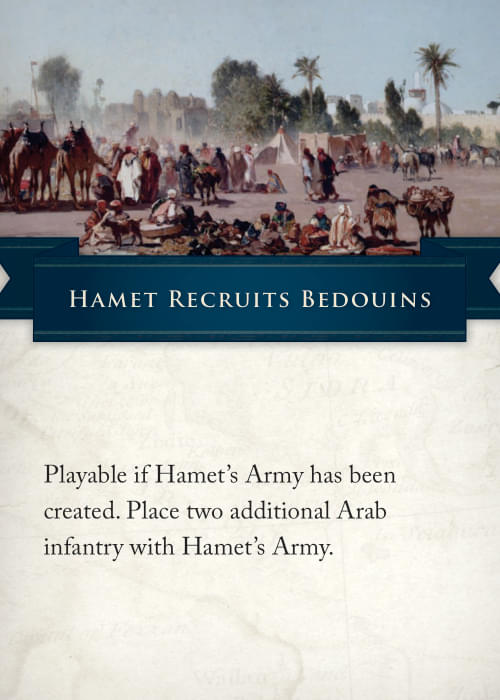 HAMET RECRUITS BEDOUINS
Playable if Hamet’s Army has been
created. Place two additional Arab
infantry with Hamet’s Army.